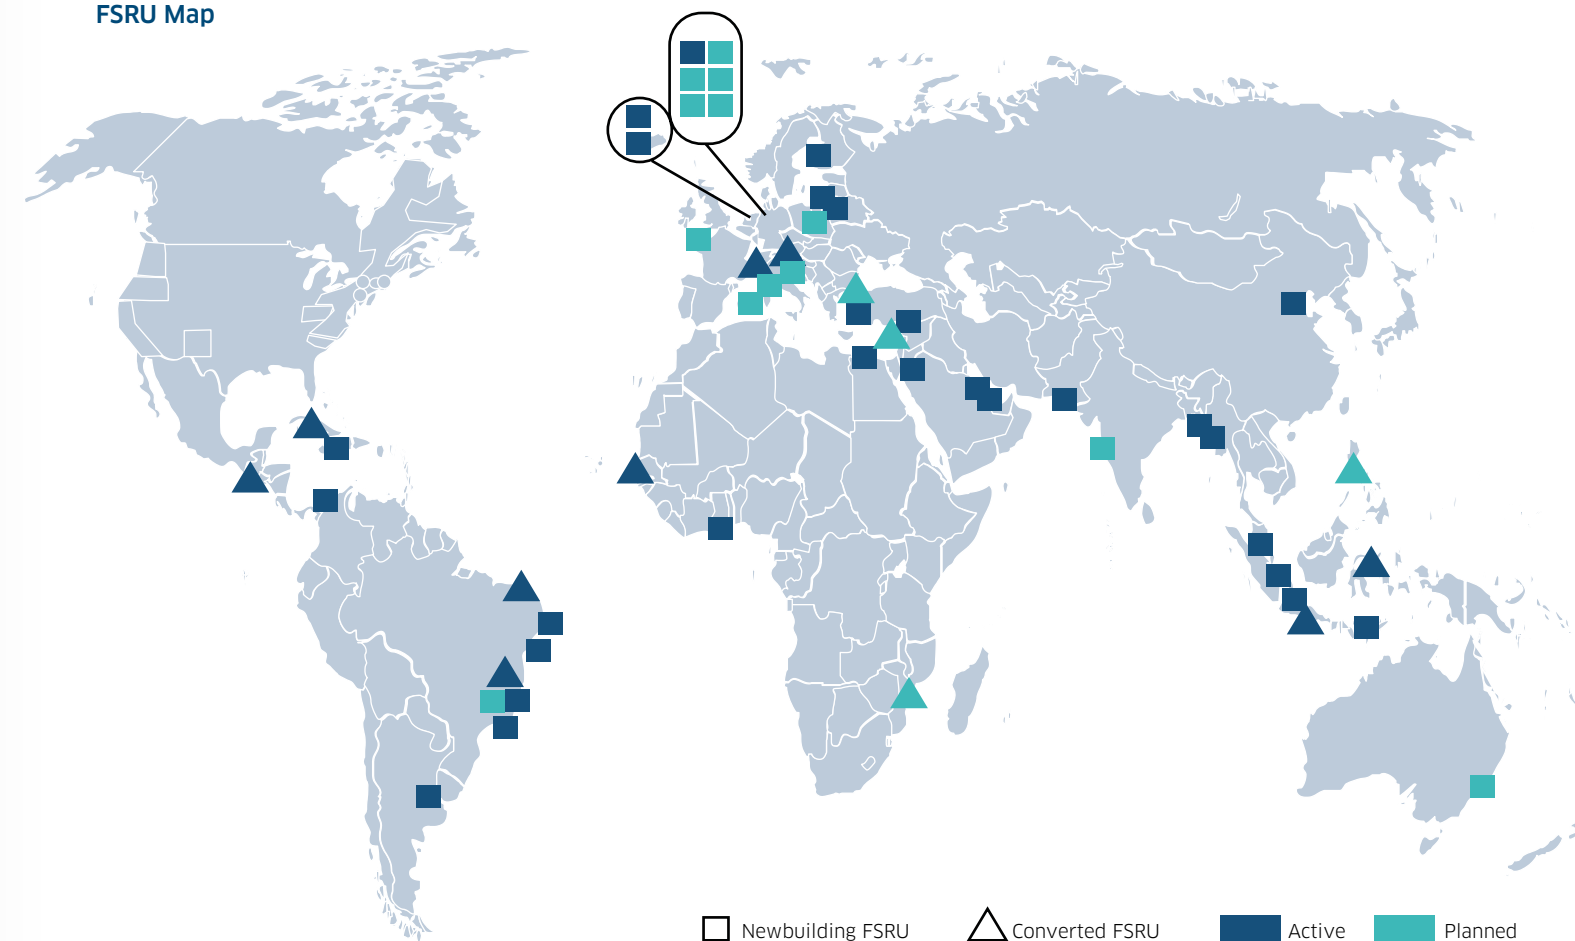 FSRU Map
Newbuilding FSRU
Converted FSRU
Active
Planned